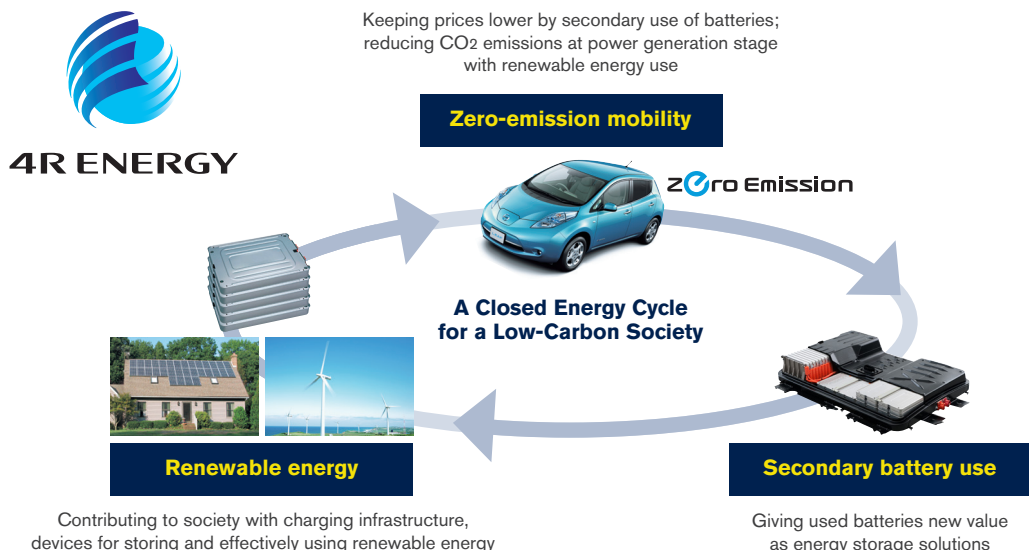 Keeping prices lower by secondary use of batteries;
reducing CO2 emissions at power generation stage
with renewable energy use
4R ENERGY
Zero-emission mobility
zero Emission
A Closed Energy Cycle
for a Low-Carbon Society
Renewable energy
Secondary battery use
Contributing to society with charging infrastructure,
devices for storing and effectively using renewable energy
Giving used batteries new value
as energy storage solutions